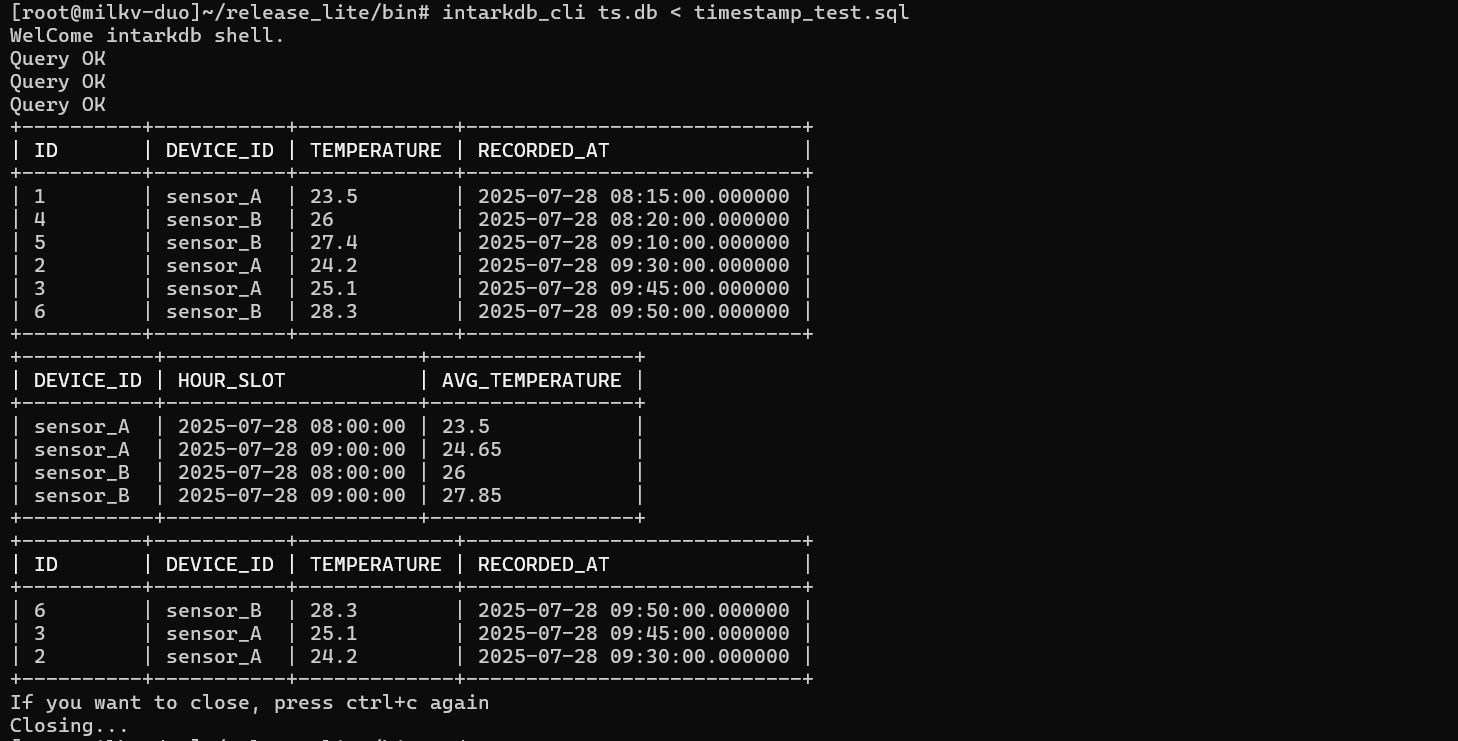 [root@milkv-duo]~/release_lite/bin# intarkdb_cli ts.db < timestamp_test.sql
WelCome intarkdb shell.
Query OK
Query OK
Query OK
+----------+-----------+-------------+----------------------------+
| ID       | DEVICE_ID | TEMPERATURE | RECORDED_AT                |
+----------+-----------+-------------+----------------------------+
| 1        | sensor_A  | 23.5        | 2025-07-28 08:15:00.000000 |
| 4        | sensor_B  | 26          | 2025-07-28 08:20:00.000000 |
| 5        | sensor_B  | 27.4        | 2025-07-28 09:10:00.000000 |
| 2        | sensor_A  | 24.2        | 2025-07-28 09:30:00.000000 |
| 3        | sensor_A  | 25.1        | 2025-07-28 09:45:00.000000 |
| 6        | sensor_B  | 28.3        | 2025-07-28 09:50:00.000000 |
+----------+-----------+-------------+----------------------------+
+-----------+---------------------+-----------------+
| DEVICE_ID | HOUR_SLOT           | AVG_TEMPERATURE |
+-----------+---------------------+-----------------+
| sensor_A  | 2025-07-28 08:00:00 | 23.5            |
| sensor_A  | 2025-07-28 09:00:00 | 24.65           |
| sensor_B  | 2025-07-28 08:00:00 | 26              |
| sensor_B  | 2025-07-28 09:00:00 | 27.85           |
+-----------+---------------------+-----------------+
+----------+-----------+-------------+----------------------------+
| ID       | DEVICE_ID | TEMPERATURE | RECORDED_AT                |
+----------+-----------+-------------+----------------------------+
| 6        | sensor_B  | 28.3        | 2025-07-28 09:50:00.000000 |
| 3        | sensor_A  | 25.1        | 2025-07-28 09:45:00.000000 |
| 2        | sensor_A  | 24.2        | 2025-07-28 09:30:00.000000 |
+----------+-----------+-------------+----------------------------+
If you want to close, press ctrl+c again
Closing...